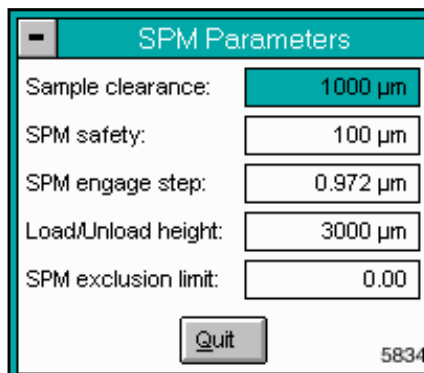 SPM Parameters
Sample clearance: 1000 µm
SPM safety: 100 µm
SPM engage step: 0.972 µm
Load/Unload height: 3000 µm
SPM exclusion limit: 0.00
Quit
5834